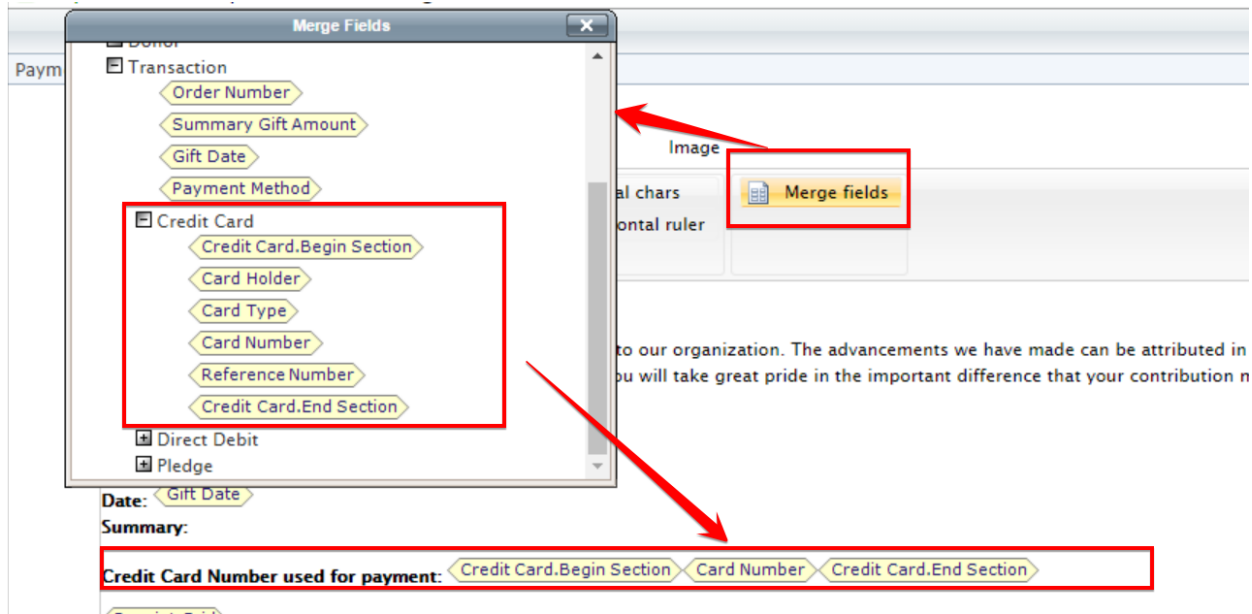 Merge Fields
Donor
Transaction
Order Number
Summary Gift Amount
Gift Date
Payment Method
Credit Card
Credit Card.Begin Section
Card Holder
Card Type
Card Number
Reference Number
Credit Card.End Section
Direct Debit
Pledge
Paym
Image
al chars
Merge fields
ontal ruler
to our organization. The advancements we have made can be attributed in
ou will take great pride in the important difference that your contribution
Date: Gift Date
Summary:
Credit Card Number used for payment: Credit Card.Begin Section Card Number Credit Card.End Section